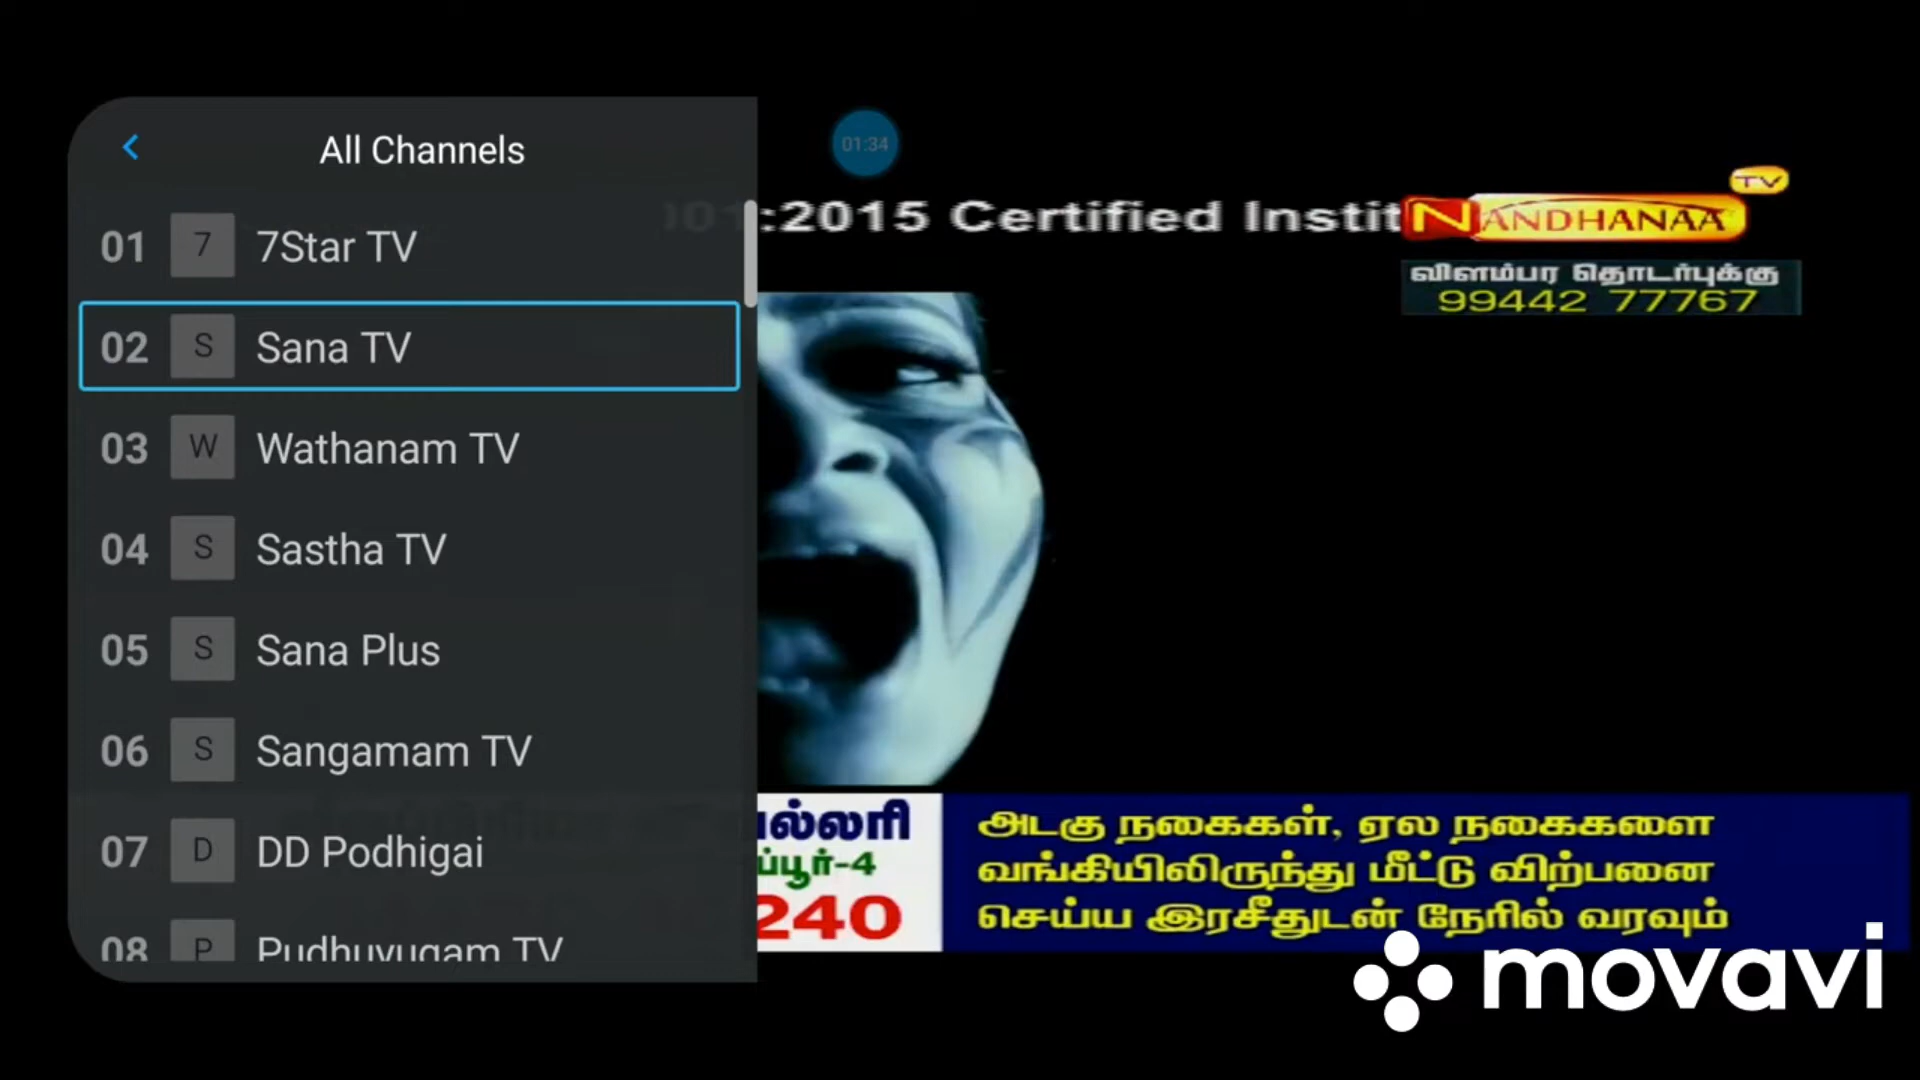 All Channels
01 7 7Star TV
02 S Sana TV
03 W Wathanam TV
04 S Sastha TV
05 S Sana Plus
06 S Sangamam TV
07 D DD Podhigai
08 P Pudhuyugam TV
01:34
:2015 Certified Instit
NANDHANAA TV
விளம்பர தொடர்புக்கு
99442 77767
ப்பூர்-4
240
அடகு நகைகள், ஏல நகைகளை
வங்கியிலிருந்து மீட்டு விற்பனை
செய்ய இரசீதுடன் நேரில் வரவும்
movavi